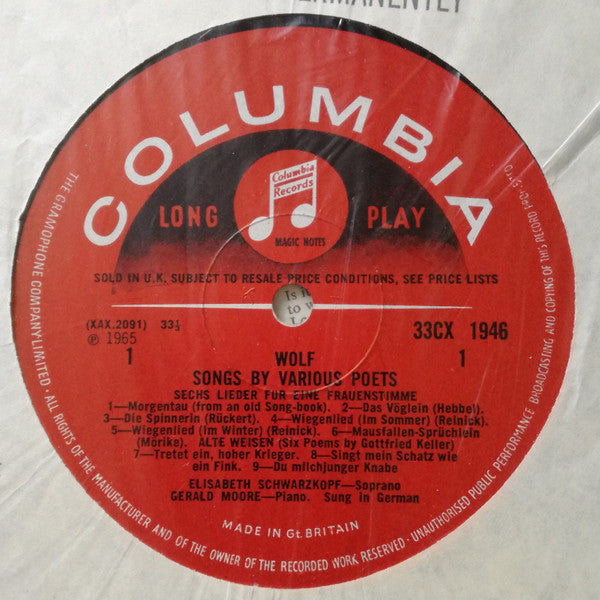 PERMANENTLY
COLUMBIA
Columbia
Records
MAGIC NOTES
LONG PLAY
SOLD IN U.K. SUBJECT TO RESALE PRICE CONDITIONS, SEE PRICE LISTS
Is i
to w
(XAX.2091) 33⅓
33CX 1946
℗ 1965
1 WOLF 1
SONGS BY VARIOUS POETS
SECHS LIEDER FÜR EINE FRAUENSTIMME
1—Morgentau (from an old Song-book). 2—Das Vöglein (Hebbel).
3—Die Spinnerin (Rückert). 4—Wiegenlied (Im Sommer) (Reinick).
5—Wiegenlied (im Winter) (Reinick). 6—Mausfallen-Sprüchlein
(Mörike). ALTE WEISEN (Six Poems by Gottfried Keller)
7—Tretet ein, hoher Krieger. 8—Singt mein Schatz wie
ein Fink. 9—Du milchjunger Knabe
ELISABETH SCHWARZKOPF—Soprano
GERALD MOORE—Piano. Sung in German
MADE IN Gt. BRITAIN
THE GRAMOPHONE COMPANY LIMITED · ALL RIGHTS OF THE MANUFACTURER AND OF THE OWNER OF THE RECORDED WORK RESERVED · UNAUTHORISED PUBLIC PERFORMANCE BROADCASTING AND COPYING OF THIS RECORD PROHIBITED